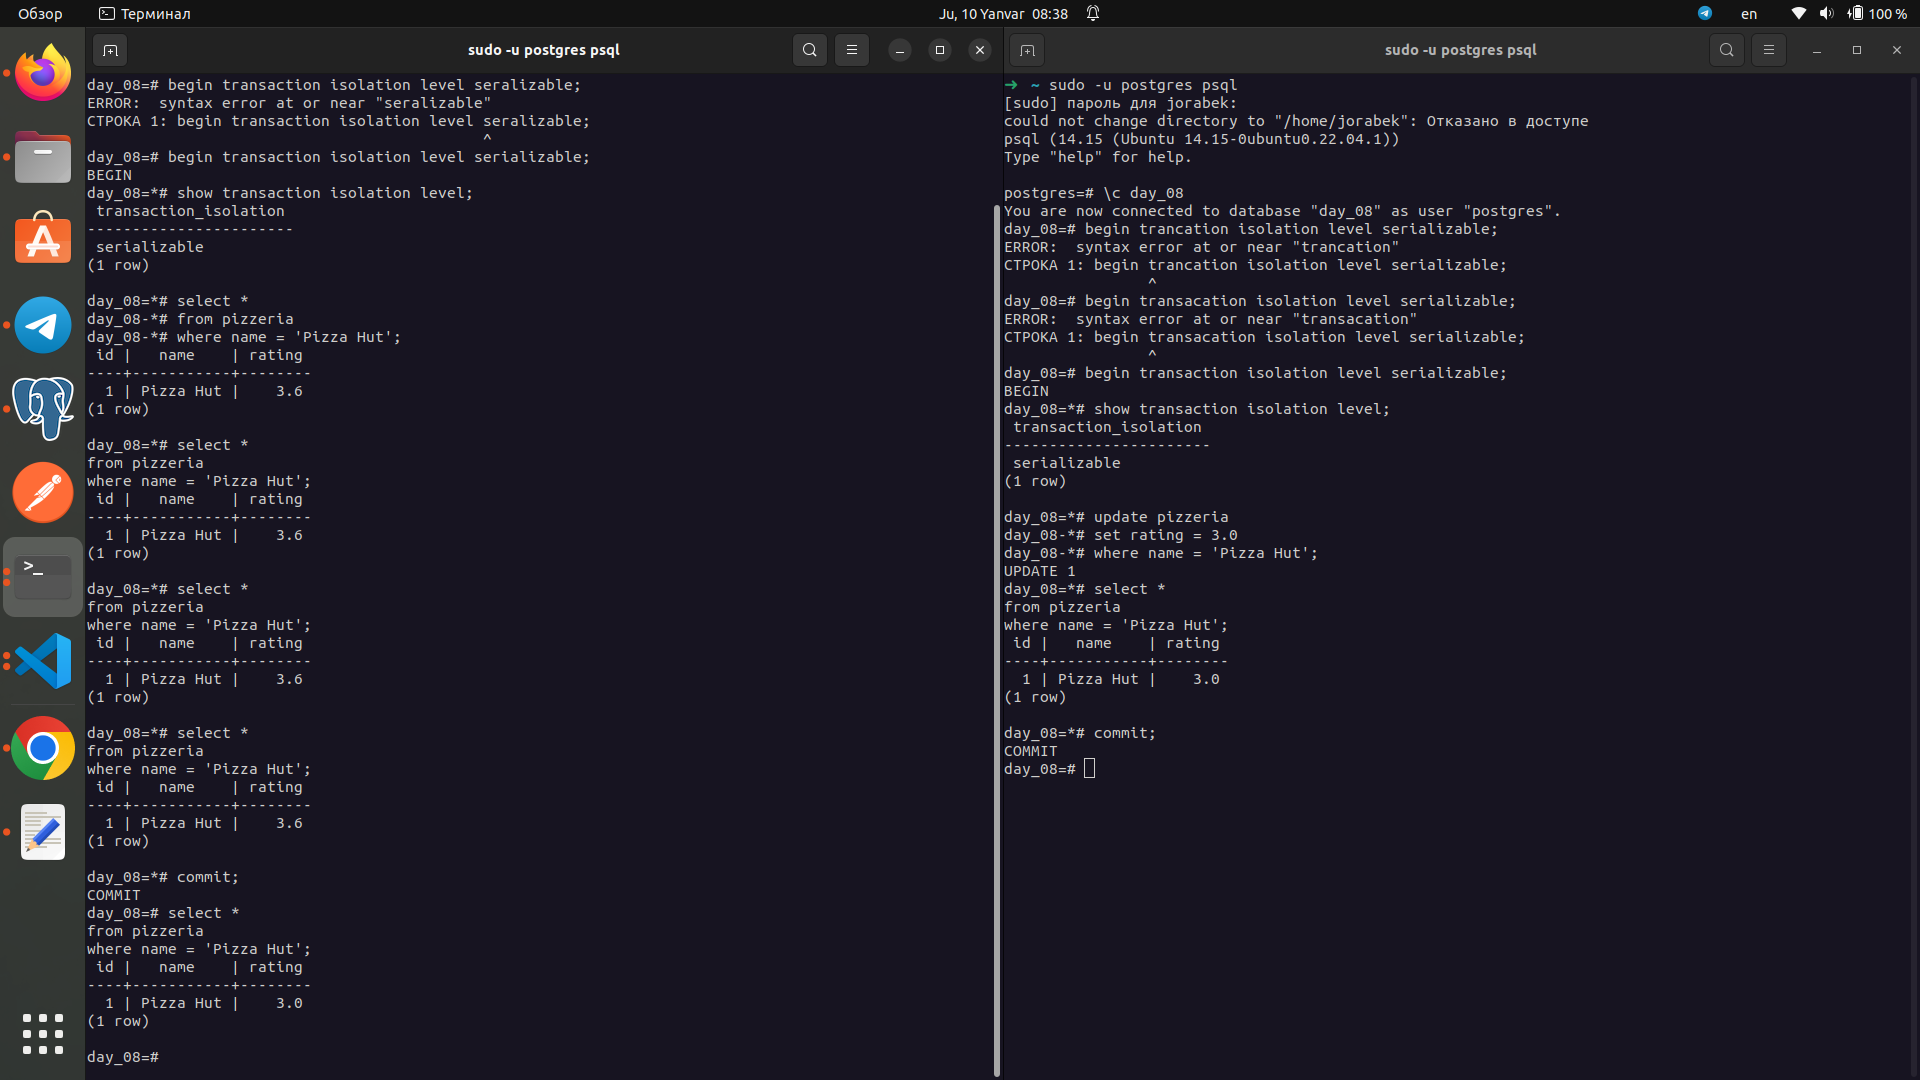 Обзор
Терминал
Ju, 10 Yanvar  08:38
en
100 %
sudo -u postgres psql
day_08=# begin transaction isolation level seralizable;
ERROR:  syntax error at or near "seralizable"
СТРОКА 1: begin transaction isolation level seralizable;
                                            ^
day_08=# begin transaction isolation level serializable;
BEGIN
day_08=*# show transaction isolation level;
 transaction_isolation
-----------------------
 serializable
(1 row)

day_08=*# select *
day_08-*# from pizzeria
day_08-*# where name = 'Pizza Hut';
 id |   name    | rating
----+-----------+--------
  1 | Pizza Hut |    3.6
(1 row)

day_08=*# select *
from pizzeria
where name = 'Pizza Hut';
 id |   name    | rating
----+-----------+--------
  1 | Pizza Hut |    3.6
(1 row)

day_08=*# select *
from pizzeria
where name = 'Pizza Hut';
 id |   name    | rating
----+-----------+--------
  1 | Pizza Hut |    3.6
(1 row)

day_08=*# select *
from pizzeria
where name = 'Pizza Hut';
 id |   name    | rating
----+-----------+--------
  1 | Pizza Hut |    3.6
(1 row)

day_08=*# commit;
COMMIT
day_08=# select *
from pizzeria
where name = 'Pizza Hut';
 id |   name    | rating
----+-----------+--------
  1 | Pizza Hut |    3.0
(1 row)

day_08=#
sudo -u postgres psql
➜  ~ sudo -u postgres psql
[sudo] пароль для jorabek:
could not change directory to "/home/jorabek": Отказано в доступе
psql (14.15 (Ubuntu 14.15-0ubuntu0.22.04.1))
Type "help" for help.

postgres=# \c day_08
You are now connected to database "day_08" as user "postgres".
day_08=# begin trancation isolation level serializable;
ERROR:  syntax error at or near "trancation"
СТРОКА 1: begin trancation isolation level serializable;
                ^
day_08=# begin transacation isolation level serializable;
ERROR:  syntax error at or near "transacation"
СТРОКА 1: begin transacation isolation level serializable;
                ^
day_08=# begin transaction isolation level serializable;
BEGIN
day_08=*# show transaction isolation level;
 transaction_isolation
-----------------------
 serializable
(1 row)

day_08=*# update pizzeria
day_08-*# set rating = 3.0
day_08-*# where name = 'Pizza Hut';
UPDATE 1
day_08=*# select *
from pizzeria
where name = 'Pizza Hut';
 id |   name    | rating
----+-----------+--------
  1 | Pizza Hut |    3.0
(1 row)

day_08=*# commit;
COMMIT
day_08=#